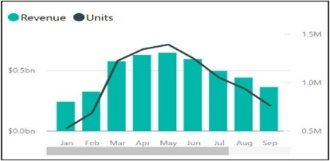 Revenue Units
1.5M
$0.5bn
1.0M
$0.0bn 0.5M
Jan Feb Mar Apr May Jun Jul Aug Sep